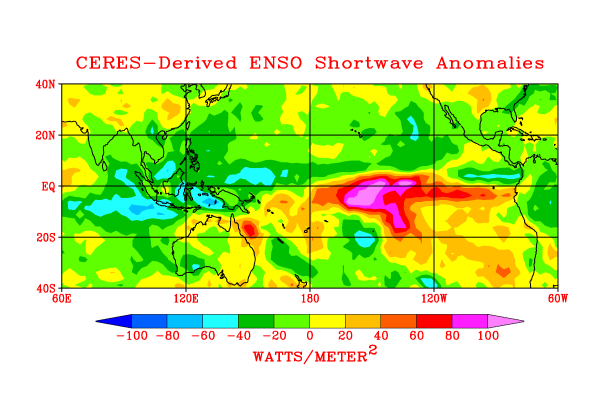 CERES-Derived ENSO Shortwave Anomalies
40N
20N
EQ
20S
40S
60E 120E 180 120W 60W
-100 -80 -60 -40 -20 0 20 40 60 80 100
WATTS/METER²